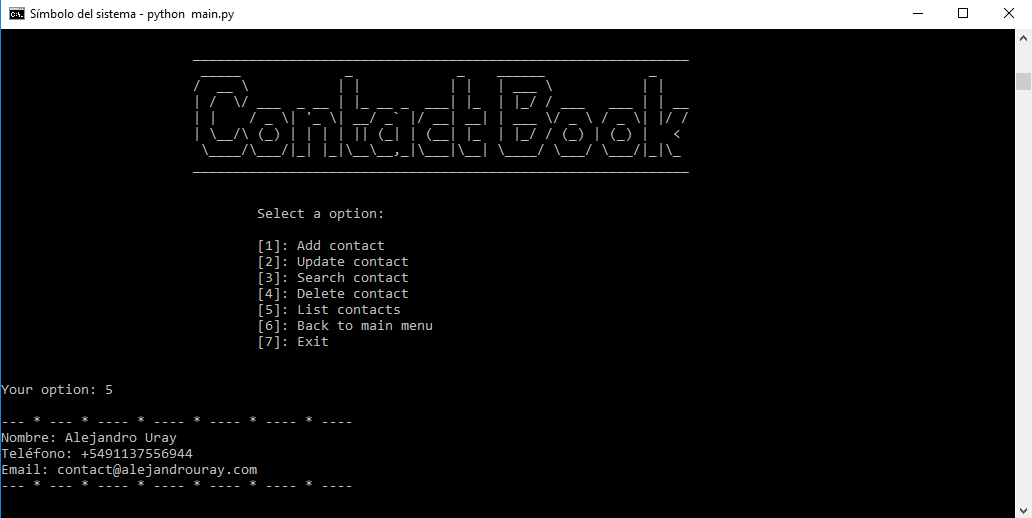 Símbolo del sistema - python  main.py
Contact Book
Select a option:
[1]: Add contact
[2]: Update contact
[3]: Search contact
[4]: Delete contact
[5]: List contacts
[6]: Back to main menu
[7]: Exit
Your option: 5
--- * --- * ---- * ---- * ---- * ---- * ----
Nombre: Alejandro Uray
Teléfono: +5491137556944
Email: contact@alejandrouray.com
--- * --- * ---- * ---- * ---- * ---- * ----